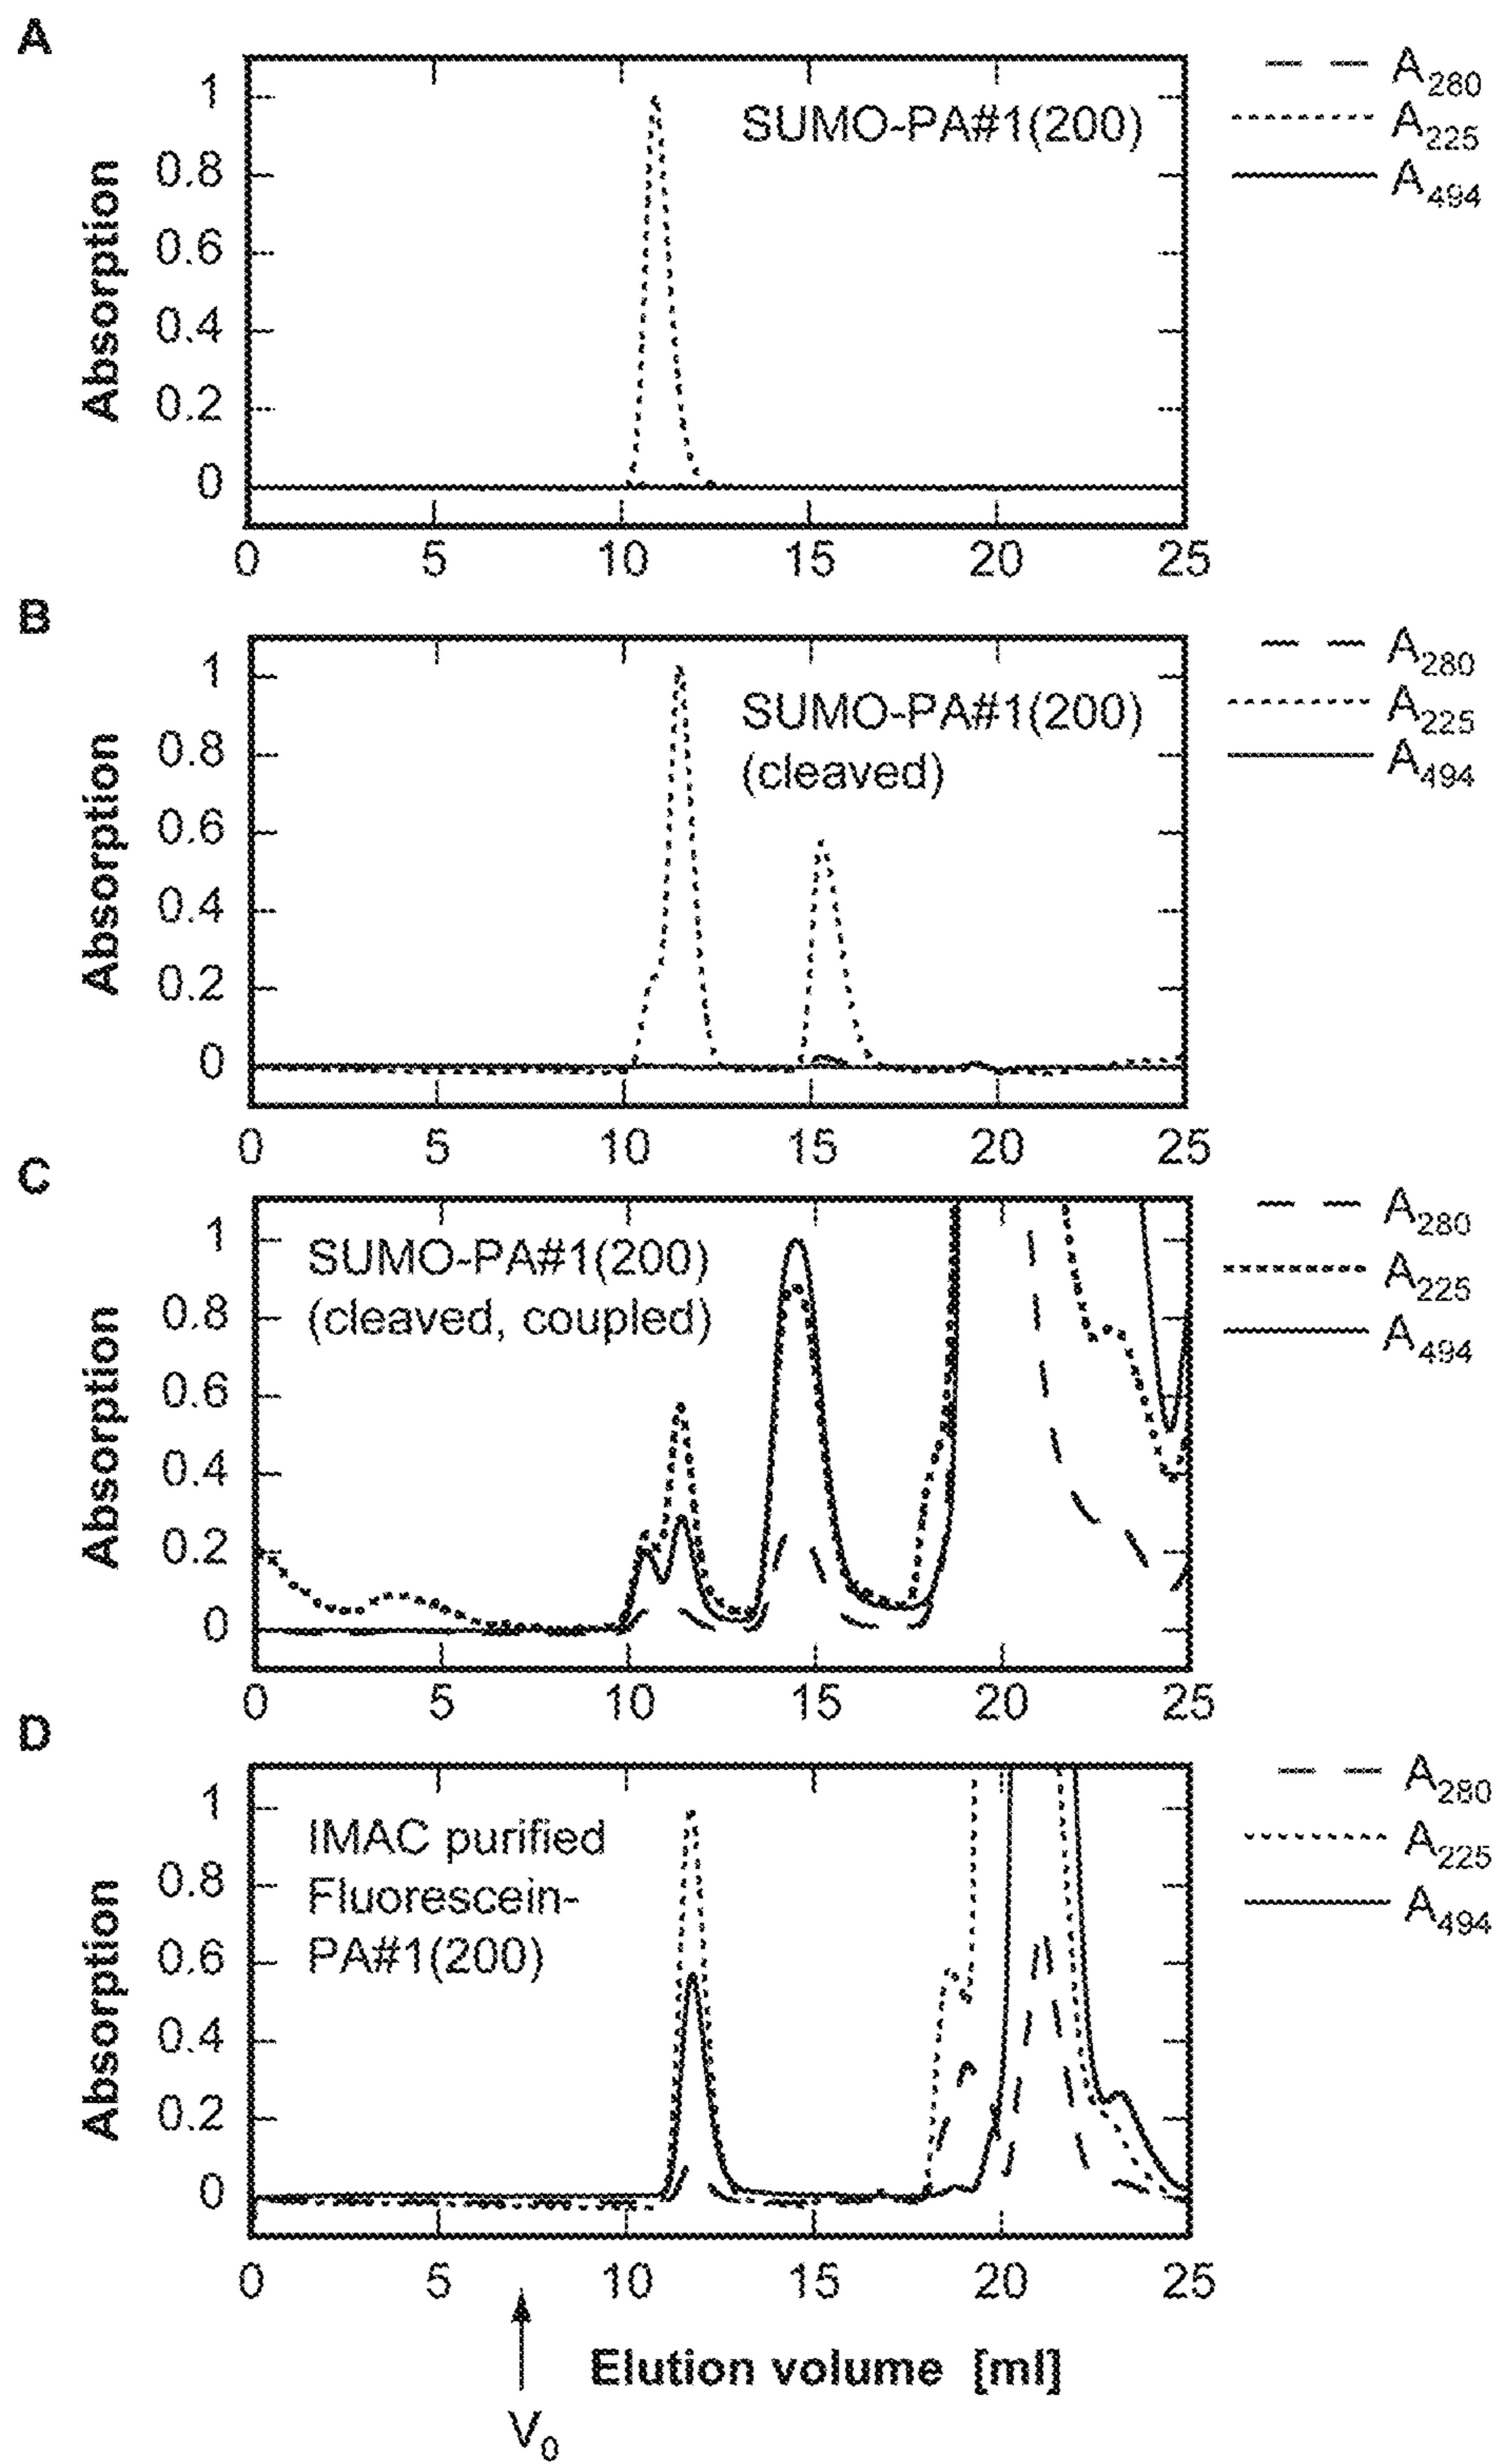 A
A280
A225
A494
SUMO-PA#1(200)
Absorption
1
0.8
0.6
0.4
0.2
0
0 5 10 15 20 25
B
A280
A225
A494
SUMO-PA#1(200)
(cleaved)
Absorption
1
0.8
0.6
0.4
0.2
0
0 5 10 15 20 25
C
A280
A225
A494
SUMO-PA#1(200)
(cleaved, coupled)
Absorption
1
0.8
0.6
0.4
0.2
0
0 5 10 15 20 25
D
A280
A225
A494
IMAC purified
Fluorescein-
PA#1(200)
Absorption
1
0.8
0.6
0.4
0.2
0
0 5 10 15 20 25
Elution volume [ml]
V0